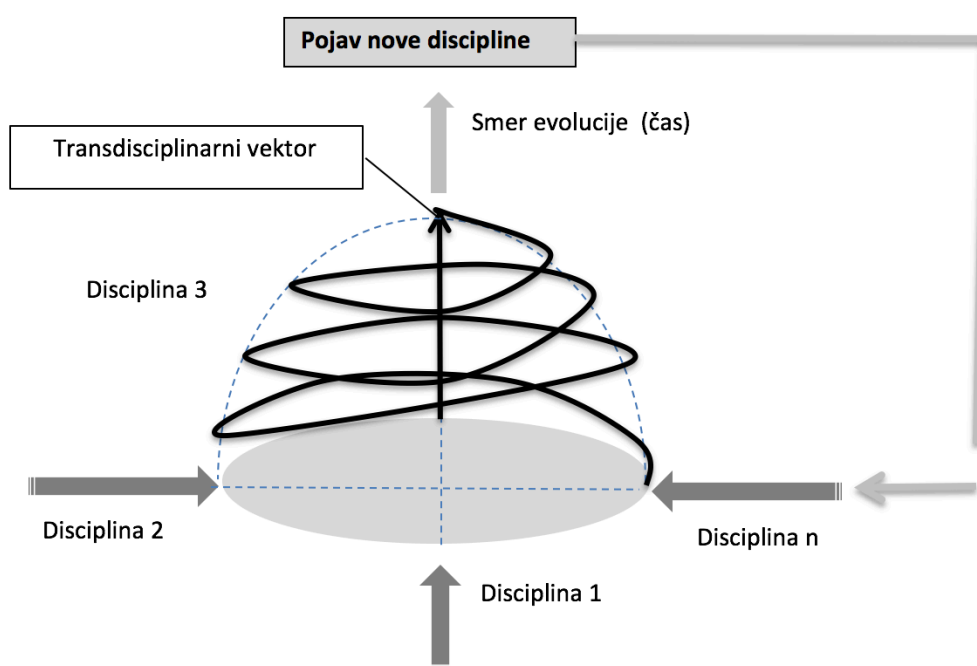 Pojav nove discipline
Smer evolucije  (čas)
Transdisciplinarni vektor
Disciplina 3
Disciplina 2
Disciplina n
Disciplina 1